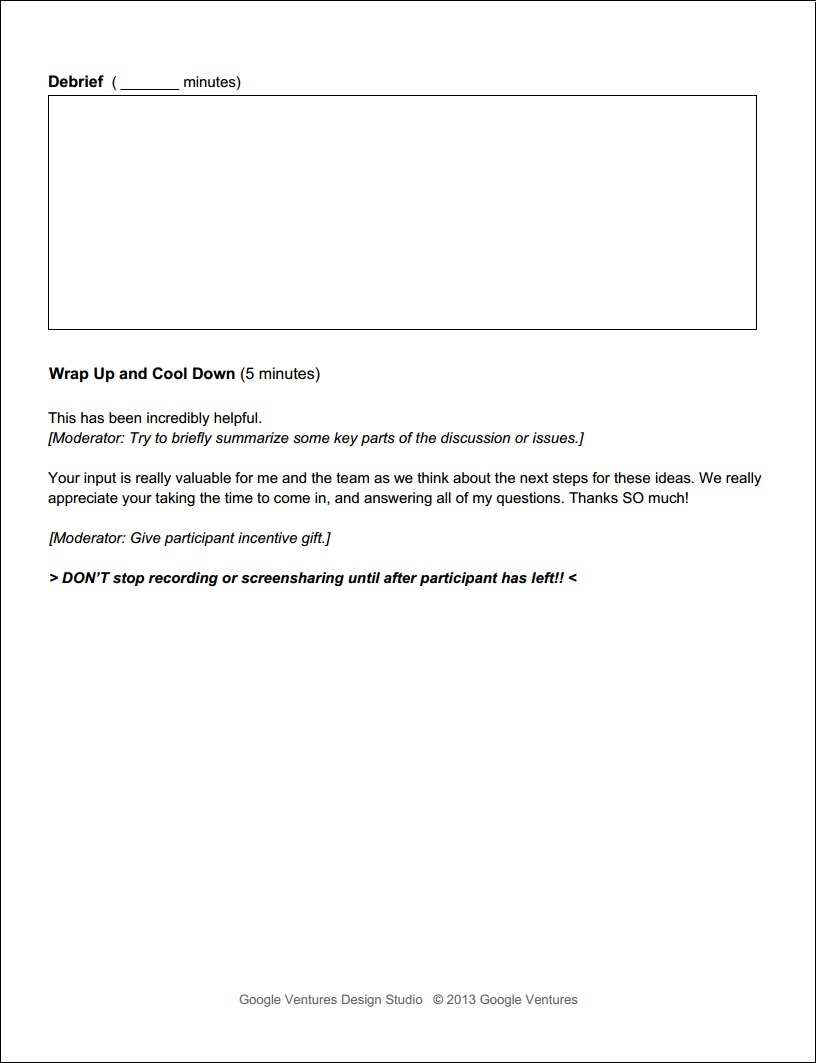 Debrief ( _______ minutes)
Wrap Up and Cool Down (5 minutes)
This has been incredibly helpful.
[Moderator: Try to briefly summarize some key parts of the discussion or issues.]
Your input is really valuable for me and the team as we think about the next steps for these ideas. We really
appreciate your taking the time to come in, and answering all of my questions. Thanks SO much!
[Moderator: Give participant incentive gift.]
> DON'T stop recording or screensharing until after participant has left!! <
Google Ventures Design Studio © 2013 Google Ventures